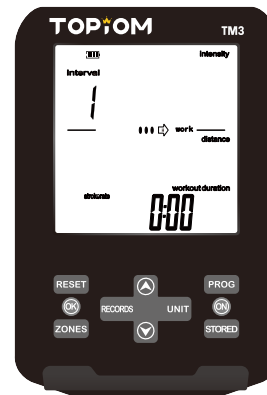 TOPIOM TM3
intensity
Interval
1
work
distance
strokerate
workout duration
0:00
RESET PROG
OK ON
RECORDS UNIT
ZONES STORED